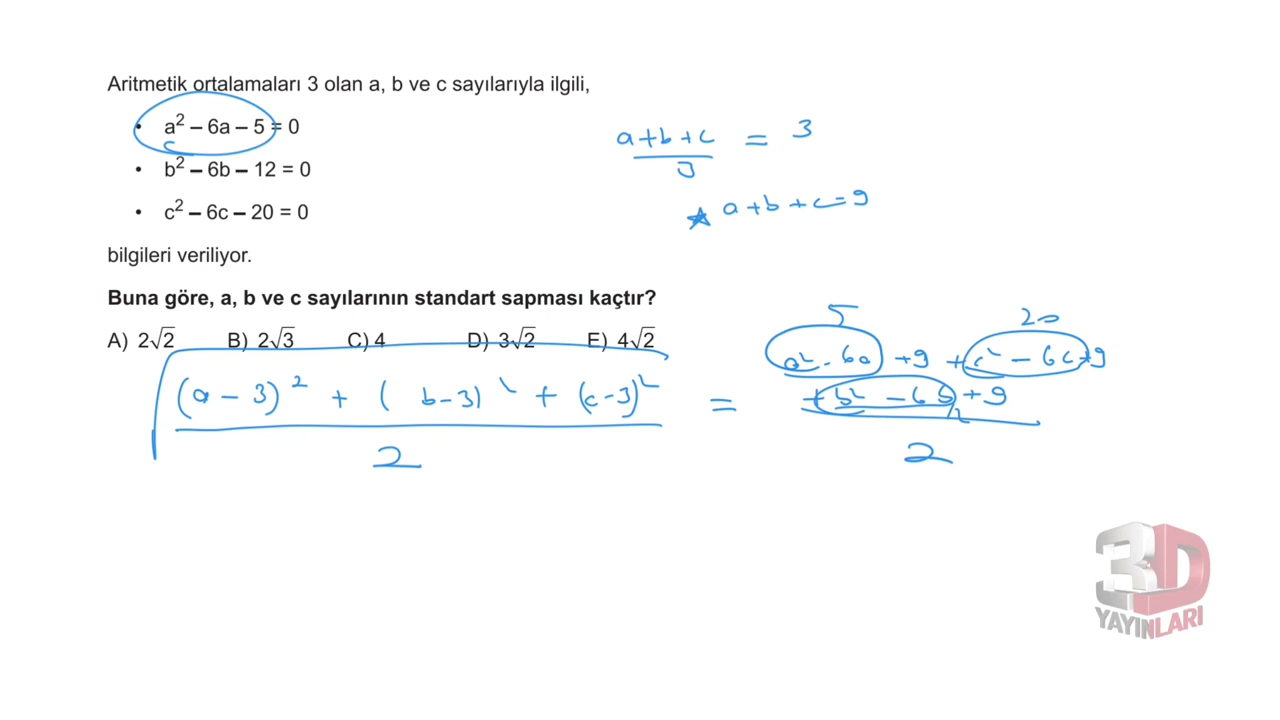 Aritmetik ortalamaları 3 olan a, b ve c sayılarıyla ilgili,
• a² – 6a – 5 = 0
• b² – 6b – 12 = 0
• c² – 6c – 20 = 0
bilgileri veriliyor.
a+b+c = 3
3
★ a+b+c=9
Buna göre, a, b ve c sayılarının standart sapması kaçtır?
A) 2√2 B) 2√3 C) 4 D) 3√2 E) 4√2
5 20
a² - 6a +9 + c² - 6c +9
(a - 3)² + (b-3)² + (c-3)² = + b² - 6b +9
2 2
3D
YAYINLARI